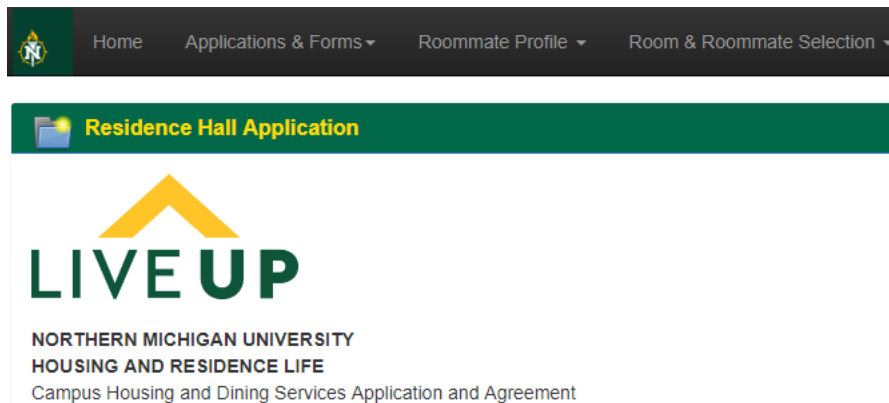 N
Home Applications & Forms Roommate Profile Room & Roommate Selection
Residence Hall Application
LIVE UP
NORTHERN MICHIGAN UNIVERSITY
HOUSING AND RESIDENCE LIFE
Campus Housing and Dining Services Application and Agreement